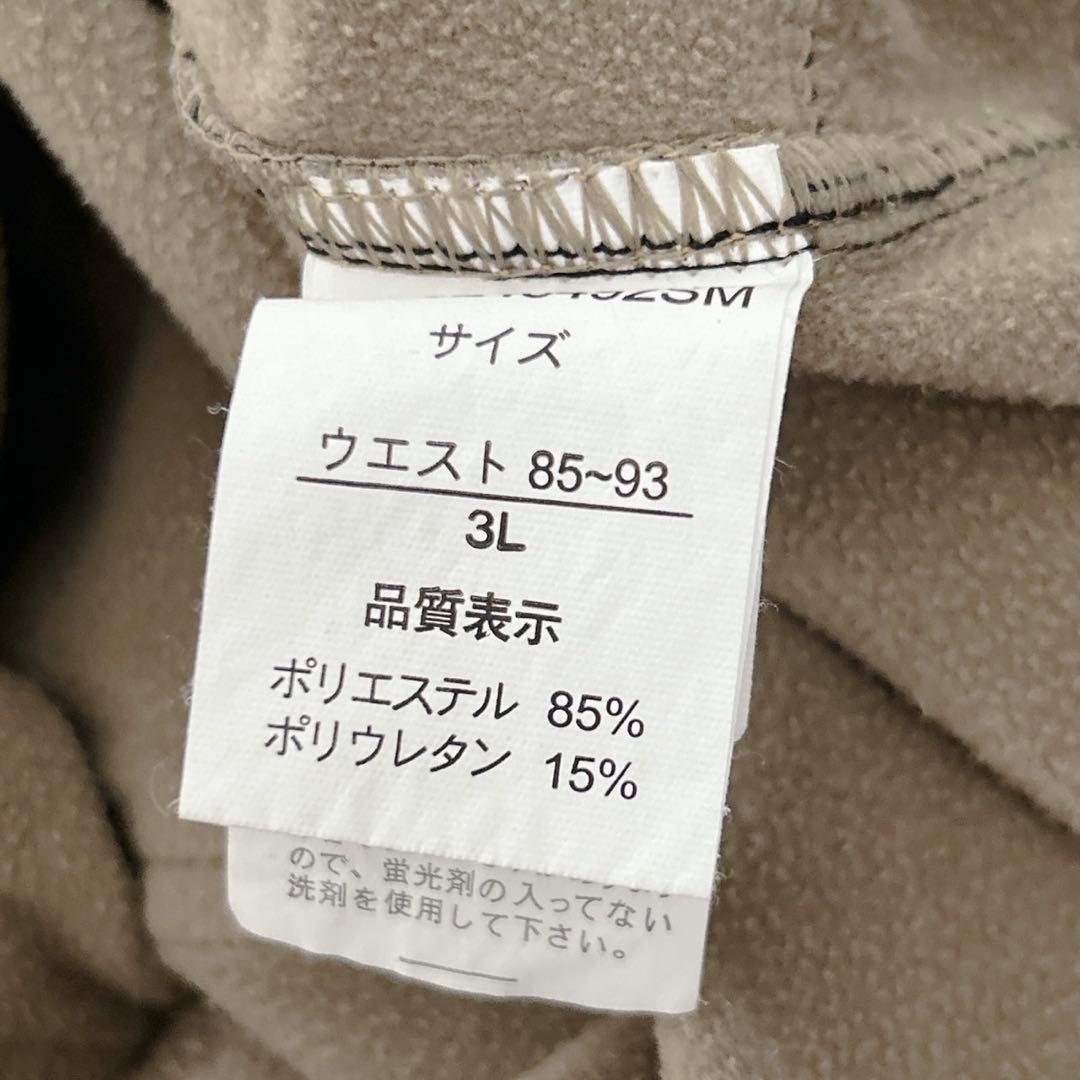 サイズ
ウエスト 85~93
3L
品質表示
ポリエステル 85%
ポリウレタン 15%
ので、蛍光剤の入ってない
洗剤を使用して下さい。